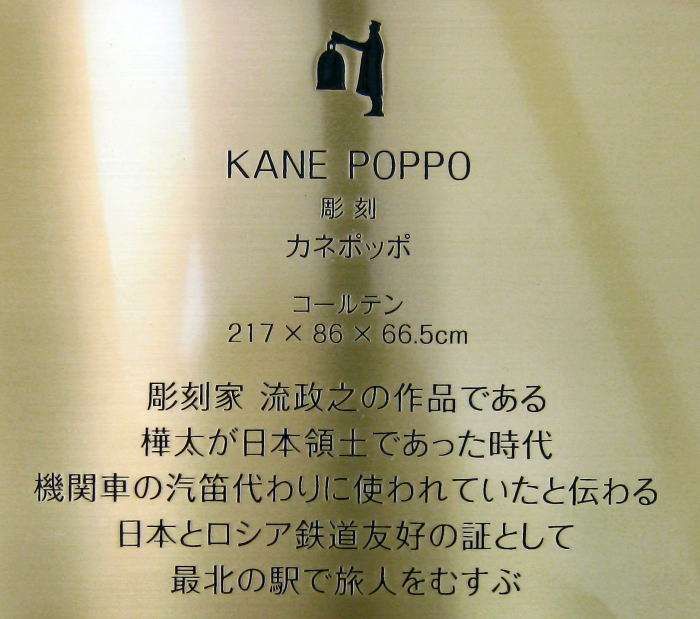 KANE POPPO
彫刻
カネポッポ
コールテン
217 × 86 × 66.5cm
彫刻家 流政之の作品である
樺太が日本領土であった時代
機関車の汽笛代わりに使われていたと伝わる
日本とロシア鉄道友好の証として
最北の駅で旅人をむすぶ